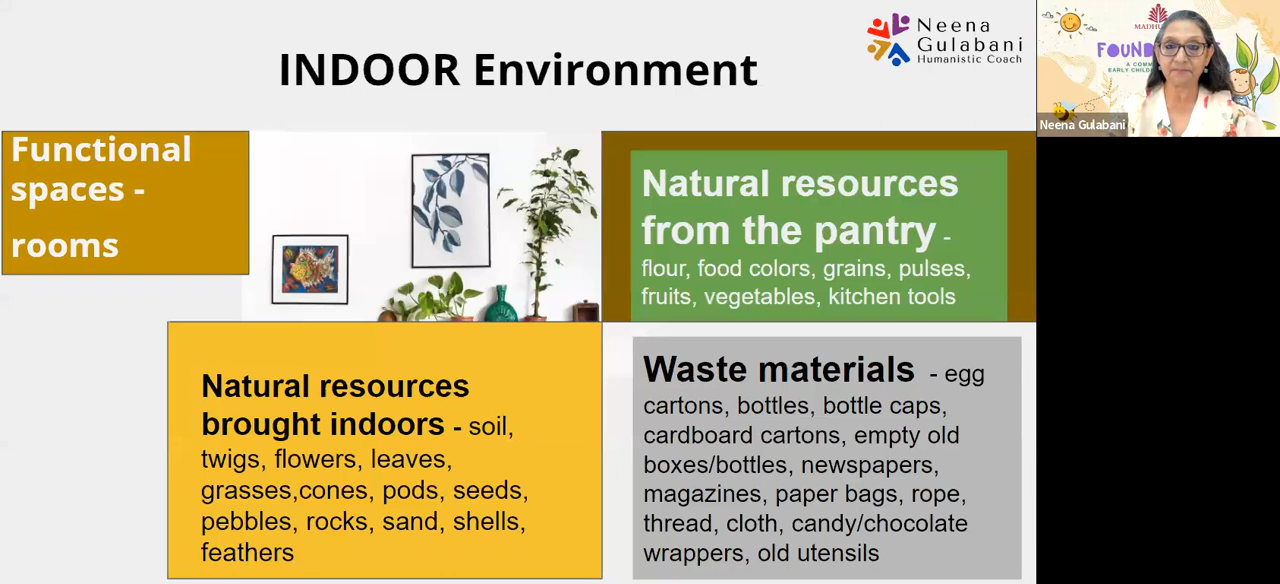 INDOOR Environment
Neena
Gulabani
Humanistic Coach
Functional
spaces -
rooms
Natural resources
from the pantry -
flour, food colors, grains, pulses,
fruits, vegetables, kitchen tools
Natural resources
brought indoors - soil,
twigs, flowers, leaves,
grasses,cones, pods, seeds,
pebbles, rocks, sand, shells,
feathers
Waste materials - egg
cartons, bottles, bottle caps,
cardboard cartons, empty old
boxes/bottles, newspapers,
magazines, paper bags, rope,
thread, cloth, candy/chocolate
wrappers, old utensils
Neena Gulabani